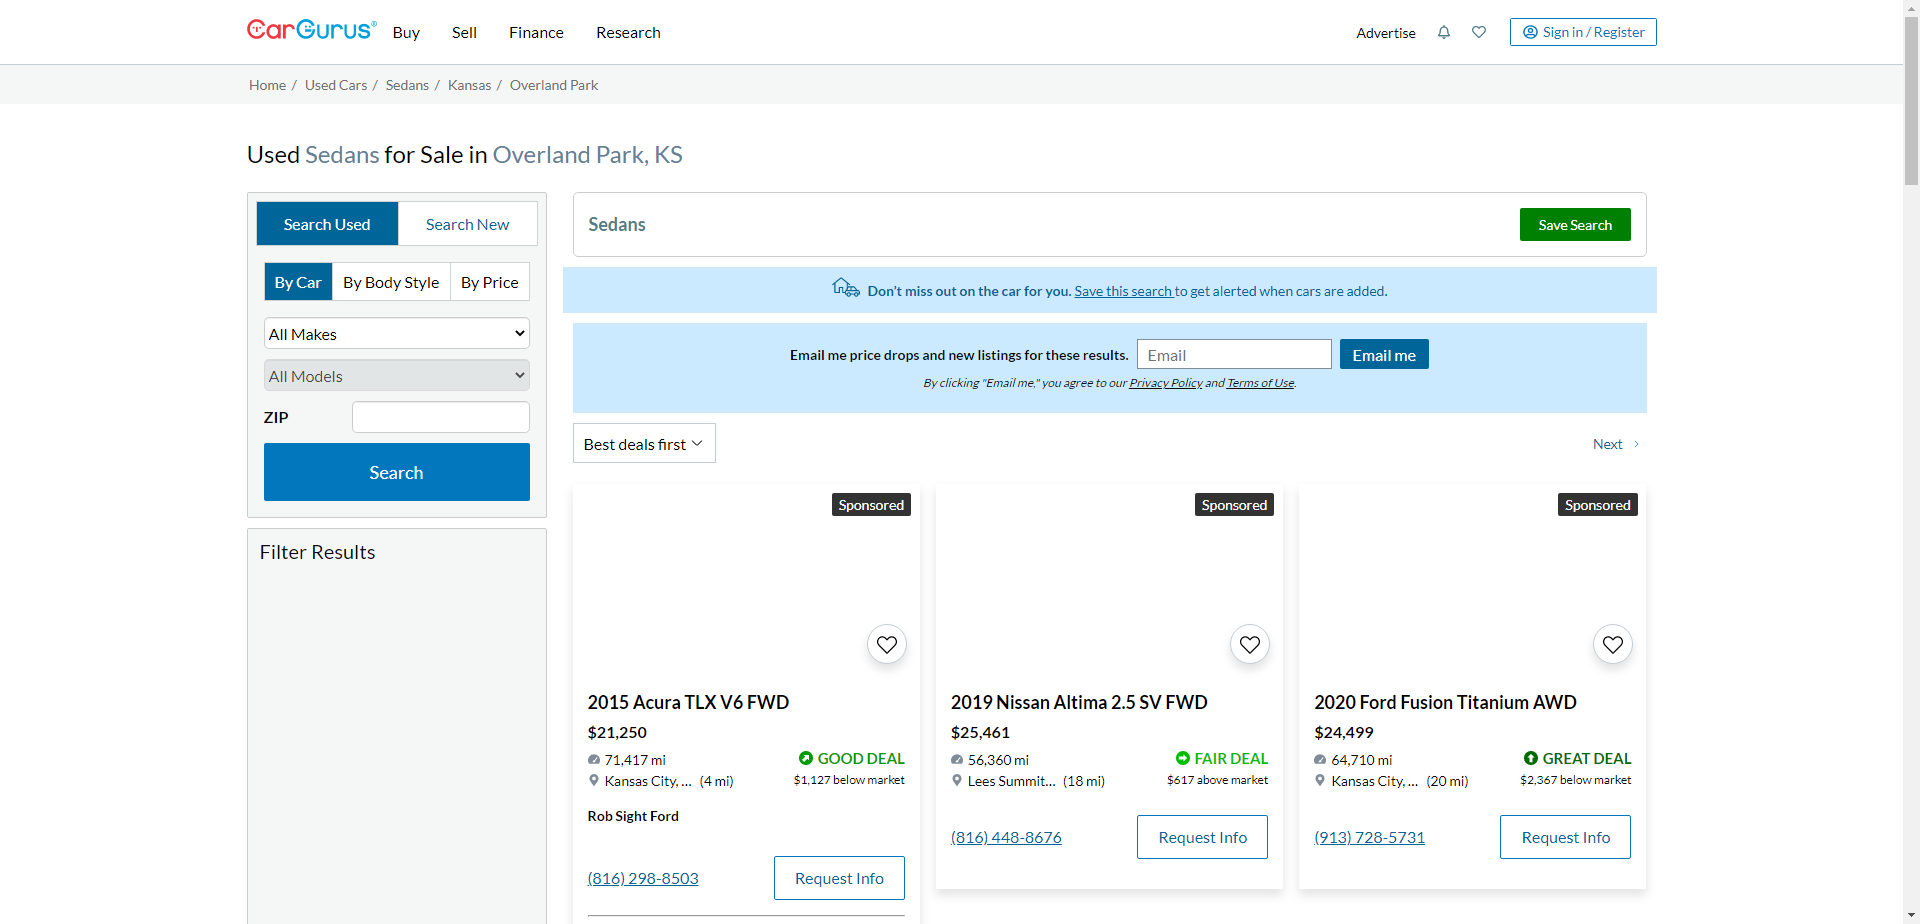 CarGurus®
Buy
Sell
Finance
Research
Advertise
Sign in / Register
Home / Used Cars / Sedans / Kansas / Overland Park
Used Sedans for Sale in Overland Park, KS
Search Used
Search New
By Car
By Body Style
By Price
All Makes
All Models
ZIP
Search
Filter Results
Sedans
Save Search
Don't miss out on the car for you. Save this search to get alerted when cars are added.
Email me price drops and new listings for these results.
Email
Email me
By clicking "Email me," you agree to our Privacy Policy and Terms of Use.
Best deals first
Next
Sponsored
2015 Acura TLX V6 FWD
$21,250
71,417 mi
GOOD DEAL
Kansas City, ... (4 mi)
$1,127 below market
Rob Sight Ford
(816) 298-8503
Request Info
Sponsored
2019 Nissan Altima 2.5 SV FWD
$25,461
56,360 mi
FAIR DEAL
Lees Summit... (18 mi)
$617 above market
(816) 448-8676
Request Info
Sponsored
2020 Ford Fusion Titanium AWD
$24,499
64,710 mi
GREAT DEAL
Kansas City, ... (20 mi)
$2,367 below market
(913) 728-5731
Request Info